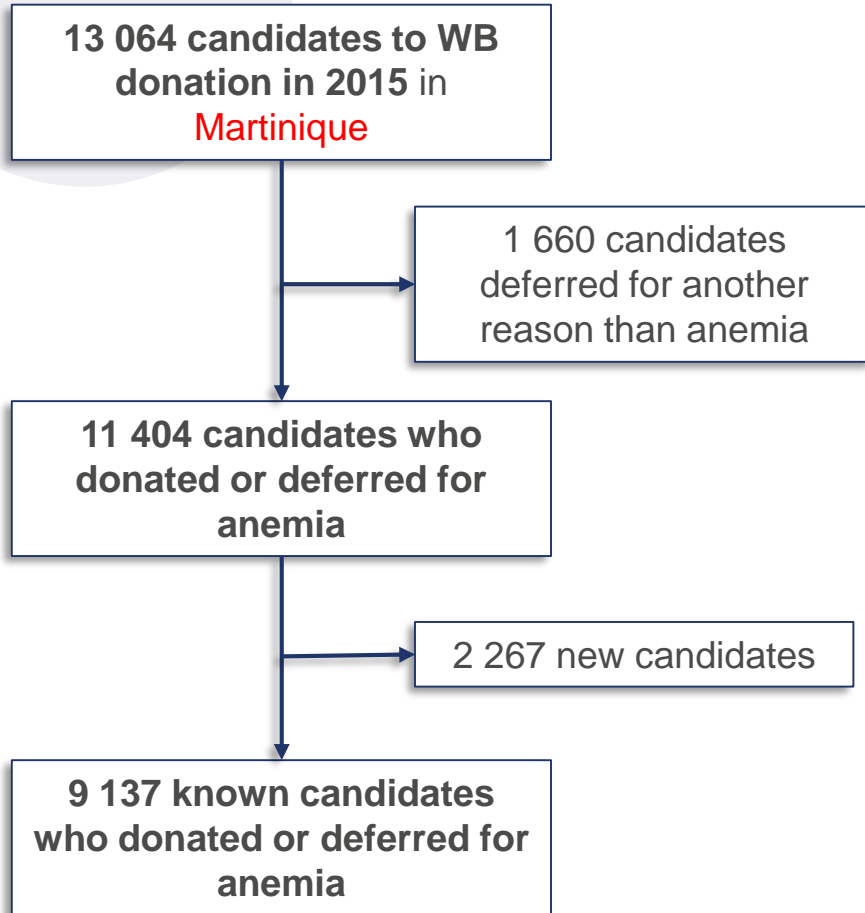 13 064 candidates to WB
donation in 2015 in
Martinique
1 660 candidates
deferred for another
reason than anemia
11 404 candidates who
donated or deferred for
anemia
2 267 new candidates
9 137 known candidates
who donated or deferred for
anemia